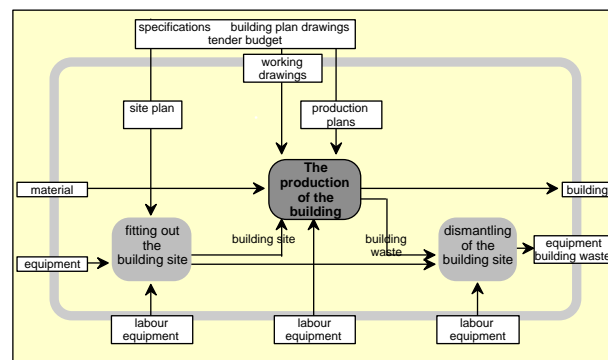 specifications building plan drawings
tender budget
working
drawings
site plan
production
plans
The
production
of the
building
material
building
fitting out
the
building site
building site
building
waste
dismantling
of the
building site
equipment
equipment
building waste
labour
equipment
labour
equipment
labour
equipment